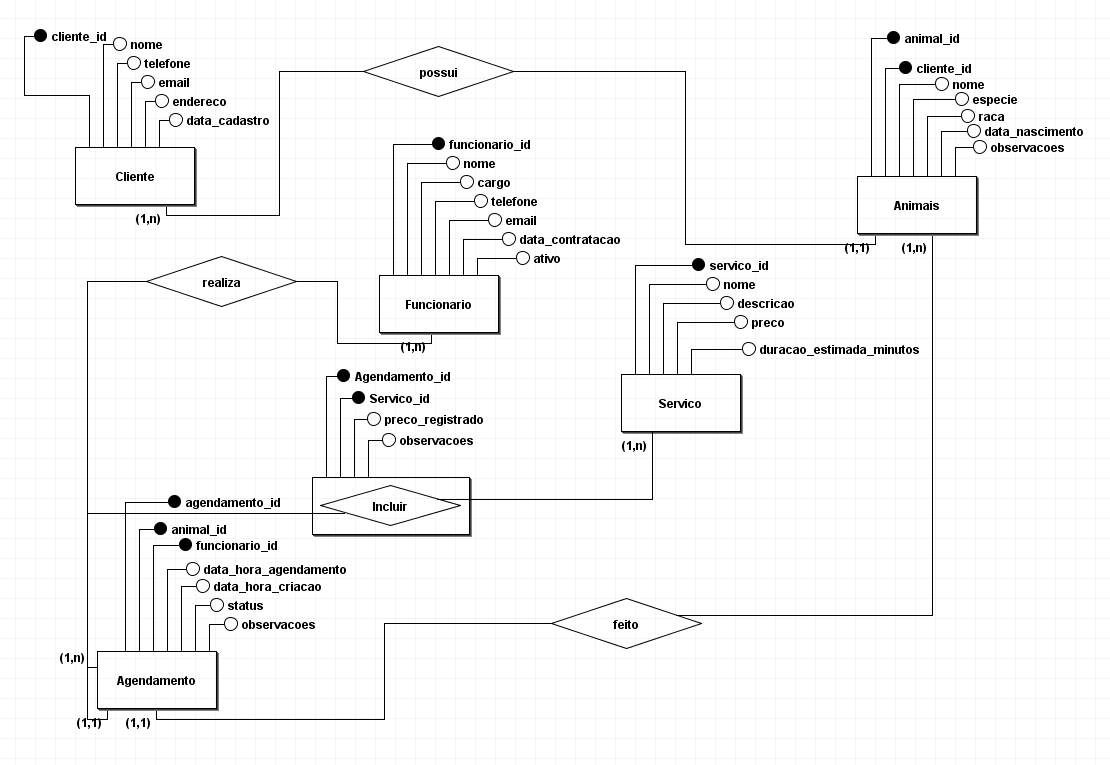 cliente_id
nome
telefone
email
endereco
data_cadastro
Cliente
(1,n)
possui
animal_id
cliente_id
nome
especie
raca
data_nascimento
observacoes
Animais
(1,1)
(1,n)
funcionario_id
nome
cargo
telefone
email
data_contratacao
ativo
Funcionario
(1,n)
realiza
servico_id
nome
descricao
preco
duracao_estimada_minutos
Servico
(1,n)
Agendamento_id
Servico_id
preco_registrado
observacoes
Incluir
agendamento_id
animal_id
funcionario_id
data_hora_agendamento
data_hora_criacao
status
observacoes
Agendamento
(1,n)
(1,1)
(1,1)
feito